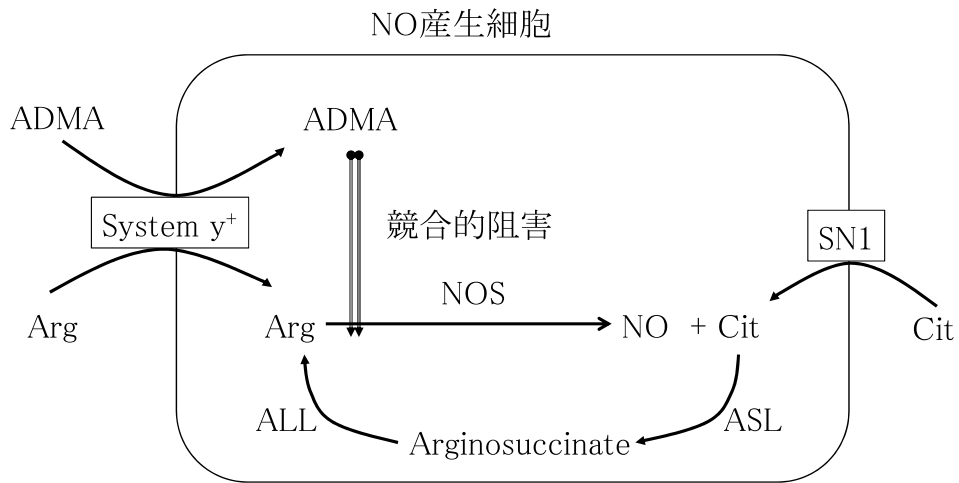 NO産生細胞
ADMA
ADMA
System y⁺
競合的阻害
SN1
NOS
Arg
Arg
NO + Cit
Cit
ALL
Arginosuccinate
ASL